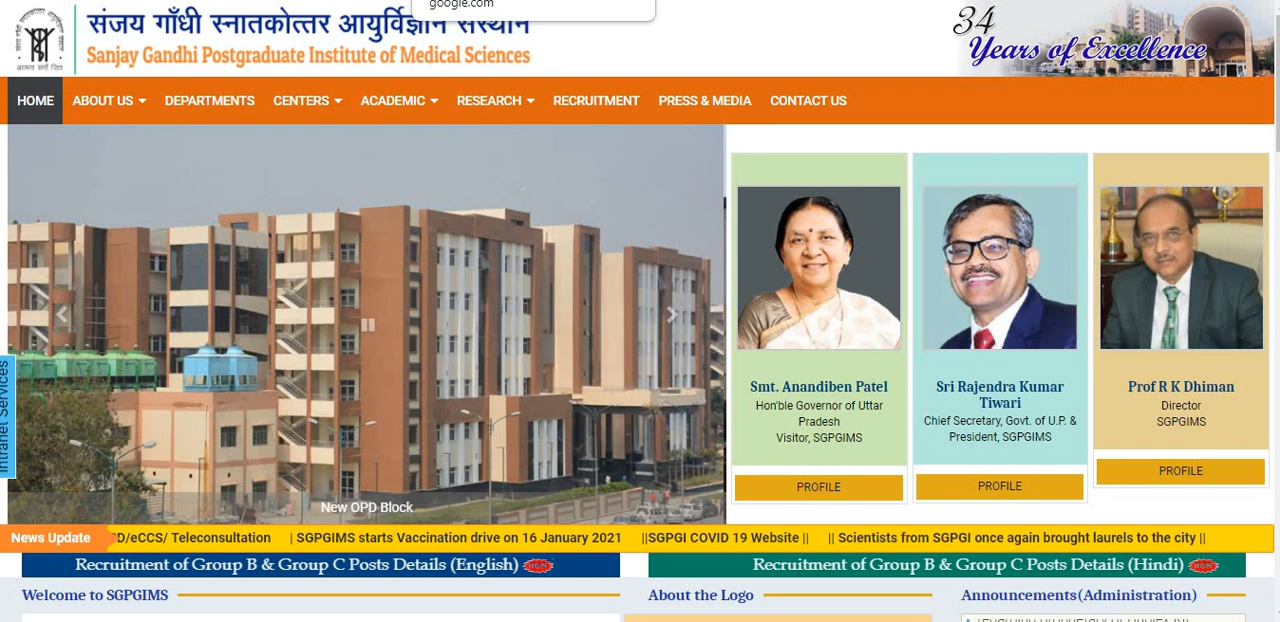 google.com
संजय गाँधी स्नातकोत्तर आयुर्विज्ञान संस्थान
Sanjay Gandhi Postgraduate Institute of Medical Sciences
34
Years of Excellence
HOME ABOUT US DEPARTMENTS CENTERS ACADEMIC RESEARCH RECRUITMENT PRESS & MEDIA CONTACT US
Smt. Anandiben Patel
Hon'ble Governor of Uttar
Pradesh
Visitor, SGPGIMS
PROFILE
Sri Rajendra Kumar
Tiwari
Chief Secretary, Govt. of U.P. &
President, SGPGIMS
PROFILE
Prof R K Dhiman
Director
SGPGIMS
PROFILE
Intranet Services
New OPD Block
News Update D/eCCS/ Teleconsultation | SGPGIMS starts Vaccination drive on 16 January 2021 ||SGPGI COVID 19 Website || || Scientists from SGPGI once again brought laurels to the city ||
Recruitment of Group B & Group C Posts Details (English)
Recruitment of Group B & Group C Posts Details (Hindi)
Welcome to SGPGIMS
About the Logo
Announcements(Administration)